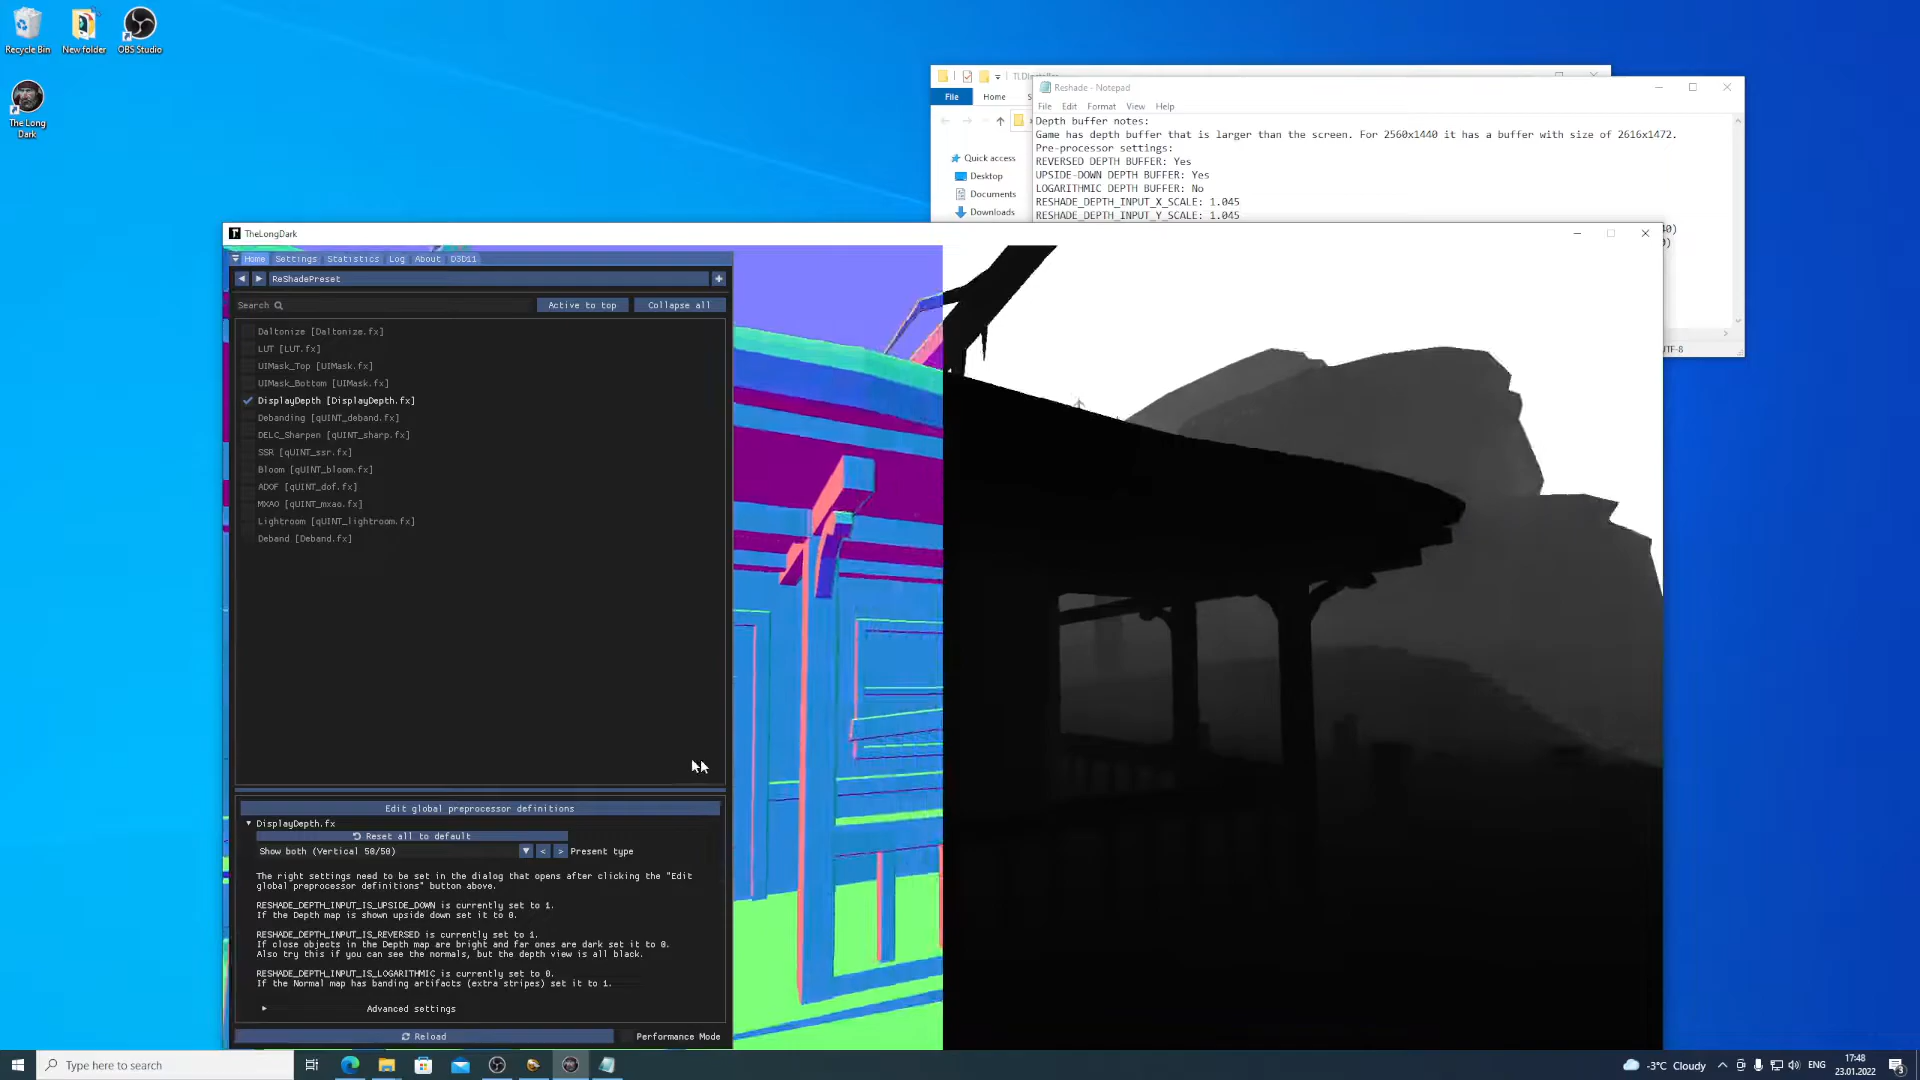 Recycle Bin
New folder
OBS Studio
The Long
Dark
File
Home
Quick access
Desktop
Documents
Downloads
Reshade - Notepad
File Edit Format View Help
Depth buffer notes:
Game has depth buffer that is larger than the screen. For 2560x1440 it has a buffer with size of 2616x1472.
Pre-processor settings:
REVERSED DEPTH BUFFER: Yes
UPSIDE-DOWN DEPTH BUFFER: Yes
LOGARITHMIC DEPTH BUFFER: No
RESHADE_DEPTH_INPUT_X_SCALE: 1.045
RESHADE_DEPTH_INPUT_Y_SCALE: 1.045
TF-8
TheLongDark
Home Settings Statistics Log About D3D11
ReShadePreset
Search
Active to top
Collapse all
Daltonize [Daltonize.fx]
LUT [LUT.fx]
UIMask_Top [UIMask.fx]
UIMask_Bottom [UIMask.fx]
DisplayDepth [DisplayDepth.fx]
Debanding [qUINT_deband.fx]
DELC_Sharpen [qUINT_sharp.fx]
SSR [qUINT_ssr.fx]
Bloom [qUINT_bloom.fx]
ADOF [qUINT_dof.fx]
MXAO [qUINT_mxao.fx]
Lightroom [qUINT_lightroom.fx]
Deband [Deband.fx]
Edit global preprocessor definitions
DisplayDepth.fx
Reset all to default
Show both (Vertical 50/50) < > Present type
The right settings need to be set in the dialog that opens after clicking the "Edit
global preprocessor definitions" button above.
RESHADE_DEPTH_INPUT_IS_UPSIDE_DOWN is currently set to 1.
If the Depth map is shown upside down set it to 0.
RESHADE_DEPTH_INPUT_IS_REVERSED is currently set to 1.
If close objects in the Depth map are bright and far ones are dark set it to 0.
Also try this if you can see the normals, but the depth view is all black.
RESHADE_DEPTH_INPUT_IS_LOGARITHMIC is currently set to 0.
If the Normal map has banding artifacts (extra stripes) set it to 1.
Advanced settings
Reload
Performance Mode
Type here to search
-3°C Cloudy
ENG
17:48
23.01.2022
3